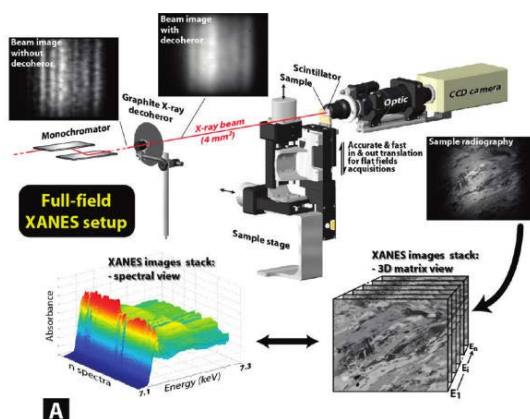 Beam image
without
decoheror
Beam image
with
decoheror
Graphite X-ray
decoheror
Monochromator
X-ray beam
(4 mm²)
Scintillator
Sample
Optic
CCD camera
Accurate & fast
in & out translation
for flat fields
acquisitions
Sample radiography
Full-field
XANES setup
Sample stage
XANES images stack:
- spectral view
XANES images stack:
- 3D matrix view
Absorbance
n spectra
7.1
Energy (keV)
7.3
E1
Ei
En
A